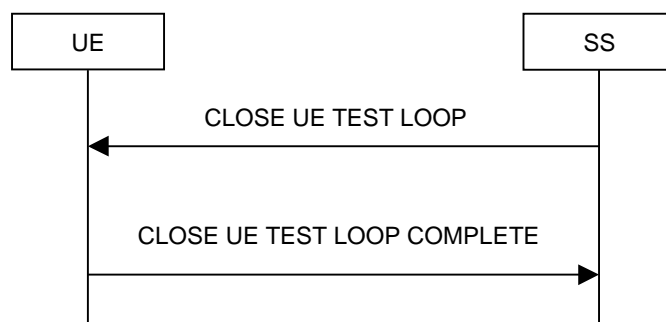 UE
SS
CLOSE UE TEST LOOP
CLOSE UE TEST LOOP COMPLETE